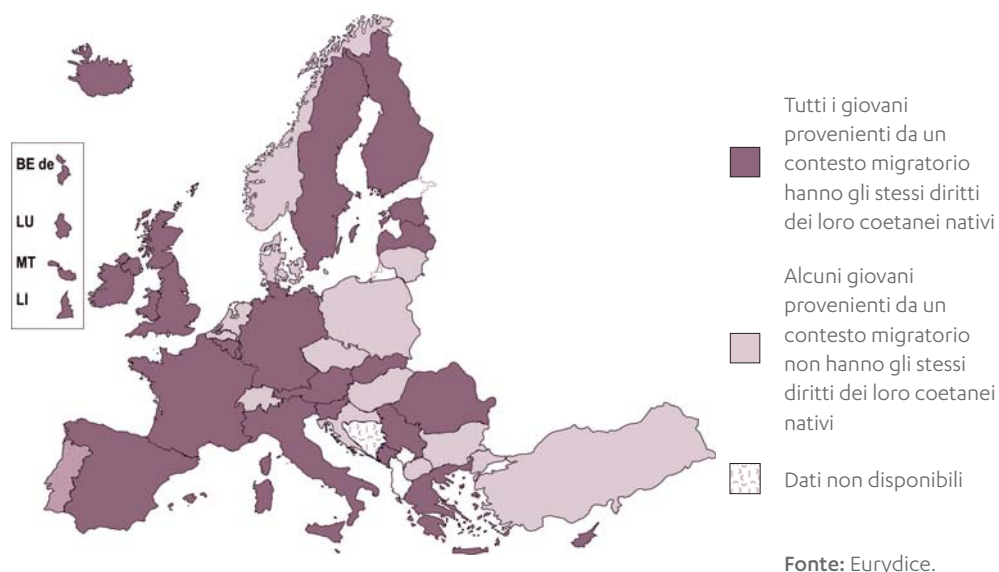 BE de
LU
MT
LI
Tutti i giovani
provenienti da un
contesto migratorio
hanno gli stessi diritti
dei loro coetanei nativi
Alcuni giovani
provenienti da un
contesto migratorio
non hanno gli stessi
diritti dei loro coetanei
nativi
Dati non disponibili
Fonte: Eurydice.